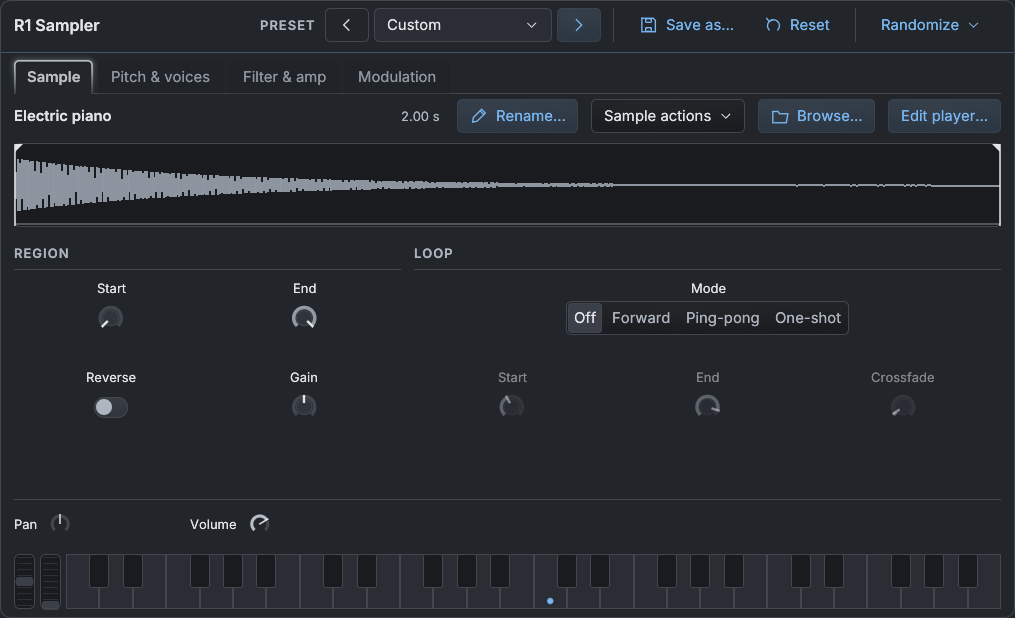 R1 Sampler PRESET Custom Save as... Reset Randomize
Sample Pitch & voices Filter & amp Modulation
Electric piano 2.00 s Rename... Sample actions Browse... Edit player...
REGION LOOP
Start End Mode
Off Forward Ping-pong One-shot
Reverse Gain Start End Crossfade
Pan Volume